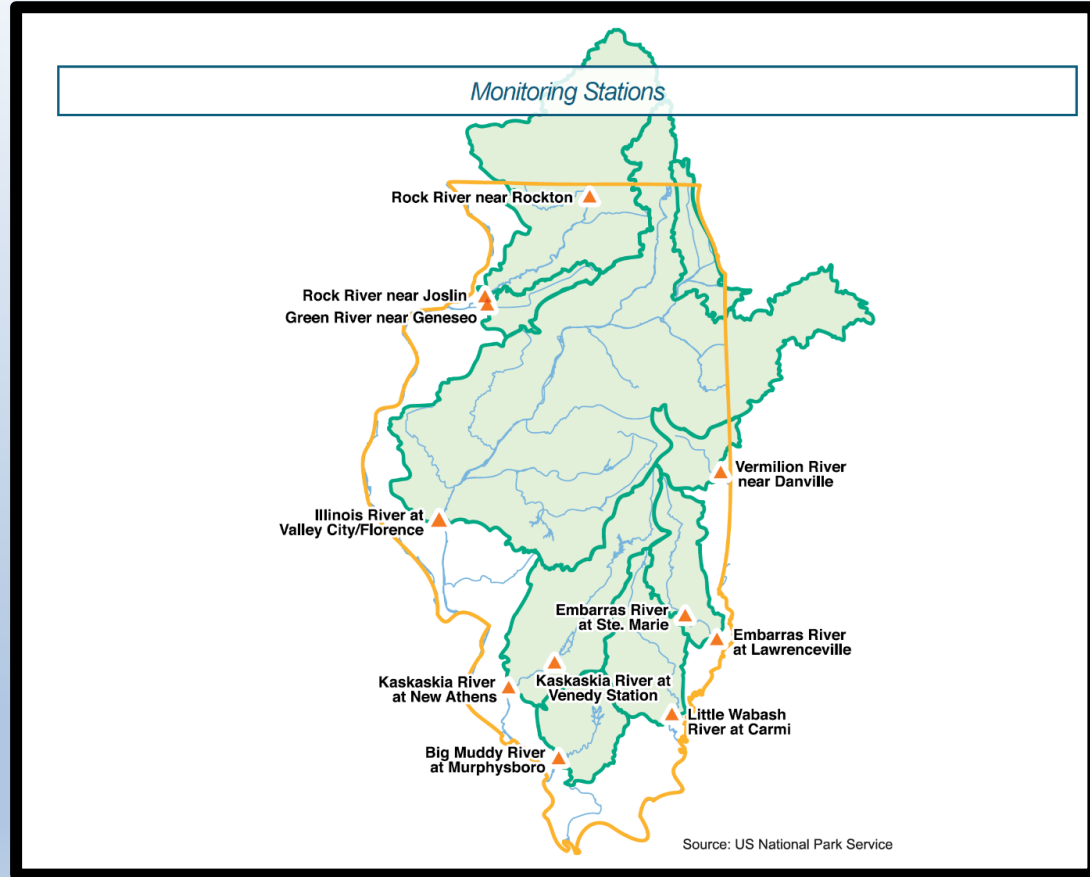 Monitoring Stations
Rock River near Rockton
Rock River near Joslin
Green River near Geneseo
Vermilion River
near Danville
Illinois River at
Valley City/Florence
Embarras River
at Ste. Marie
Embarras River
at Lawrenceville
Kaskaskia River
at New Athens
Kaskaskia River at
Venedy Station
Little Wabash
River at Carmi
Big Muddy River
at Murphysboro
Source: US National Park Service